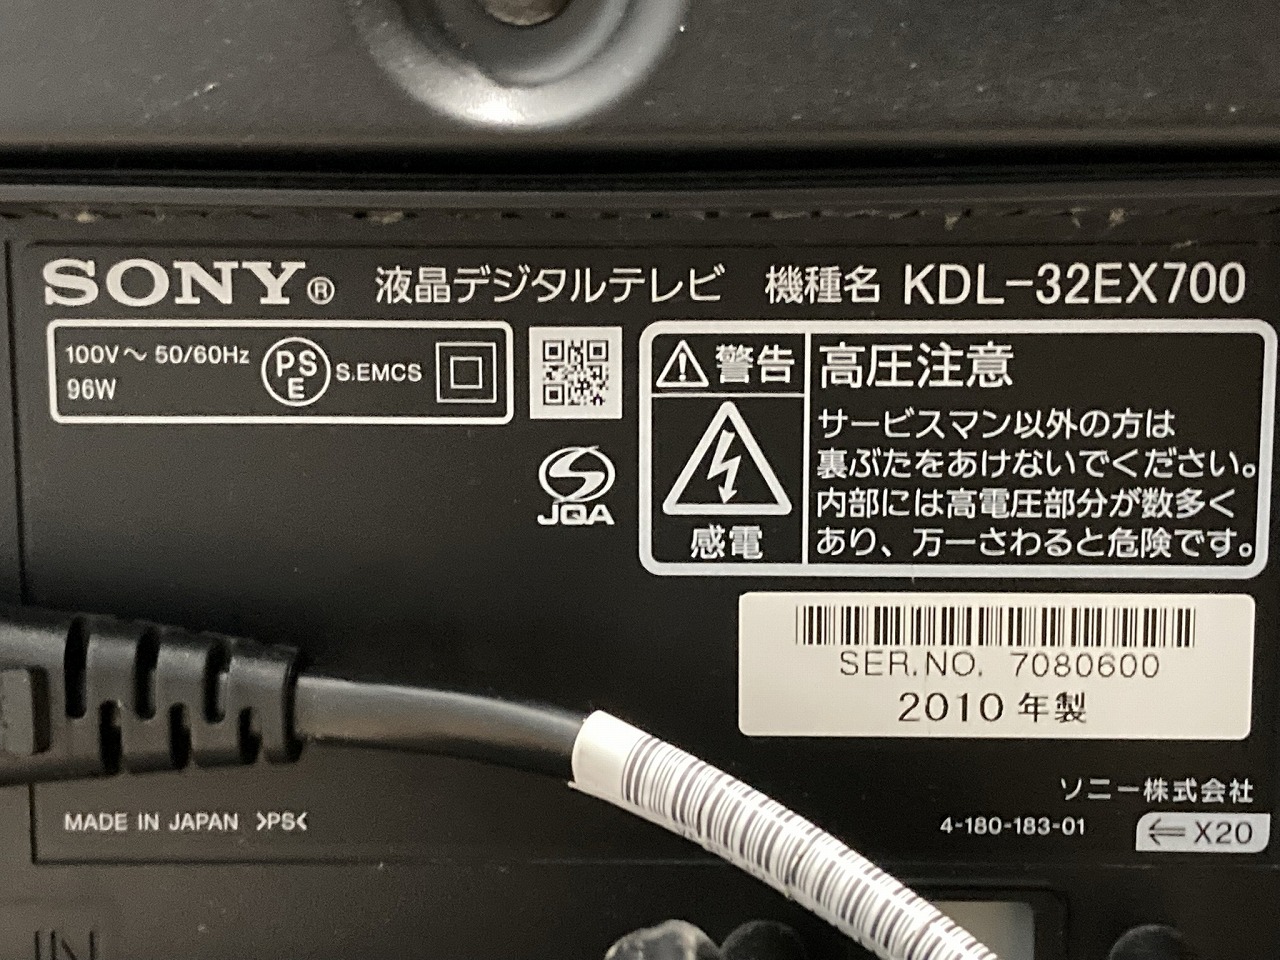 SONY® 液晶デジタルテレビ 機種名 KDL-32EX700
100V～ 50/60Hz
96W
PS
E
S.EMCS
JQA
警告
感電
高圧注意
サービスマン以外の方は
裏ぶたをあけないでください。
内部には高電圧部分が数多く
あり、万一さわると危険です。
SER.NO. 7080600
2010 年製
ソニー株式会社
MADE IN JAPAN >PS<
4-180-183-01
⇐ X20
IN